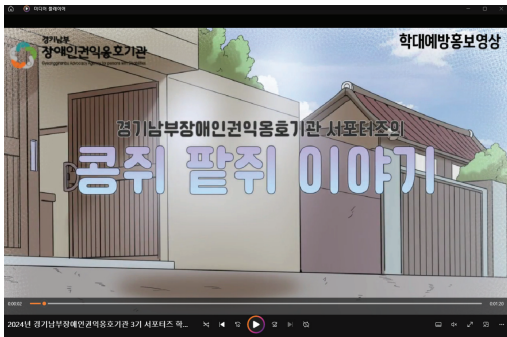 미디어 플레이어
경기남부
장애인권익옹호기관
학대예방홍보영상
경기남부장애인권익옹호기관 서포터즈의
콩쥐 팥쥐 이야기
0:00:02
0:01:20
2024년 경기남부장애인권익옹호기관 3기 서포터즈 학...